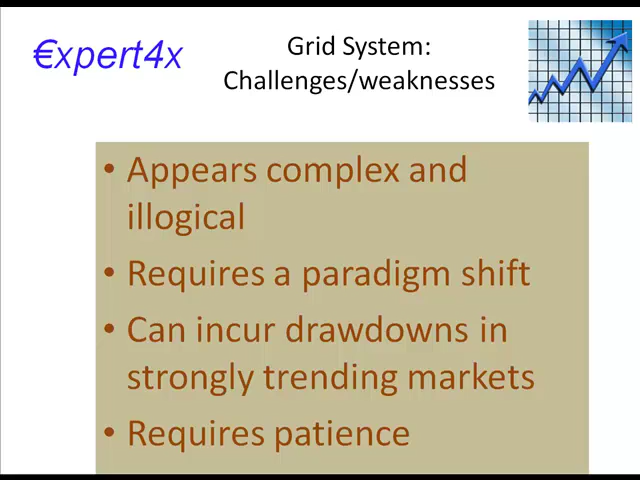 €xpert4x
Grid System:
Challenges/weaknesses
• Appears complex and
illogical
• Requires a paradigm shift
• Can incur drawdowns in
strongly trending markets
• Requires patience